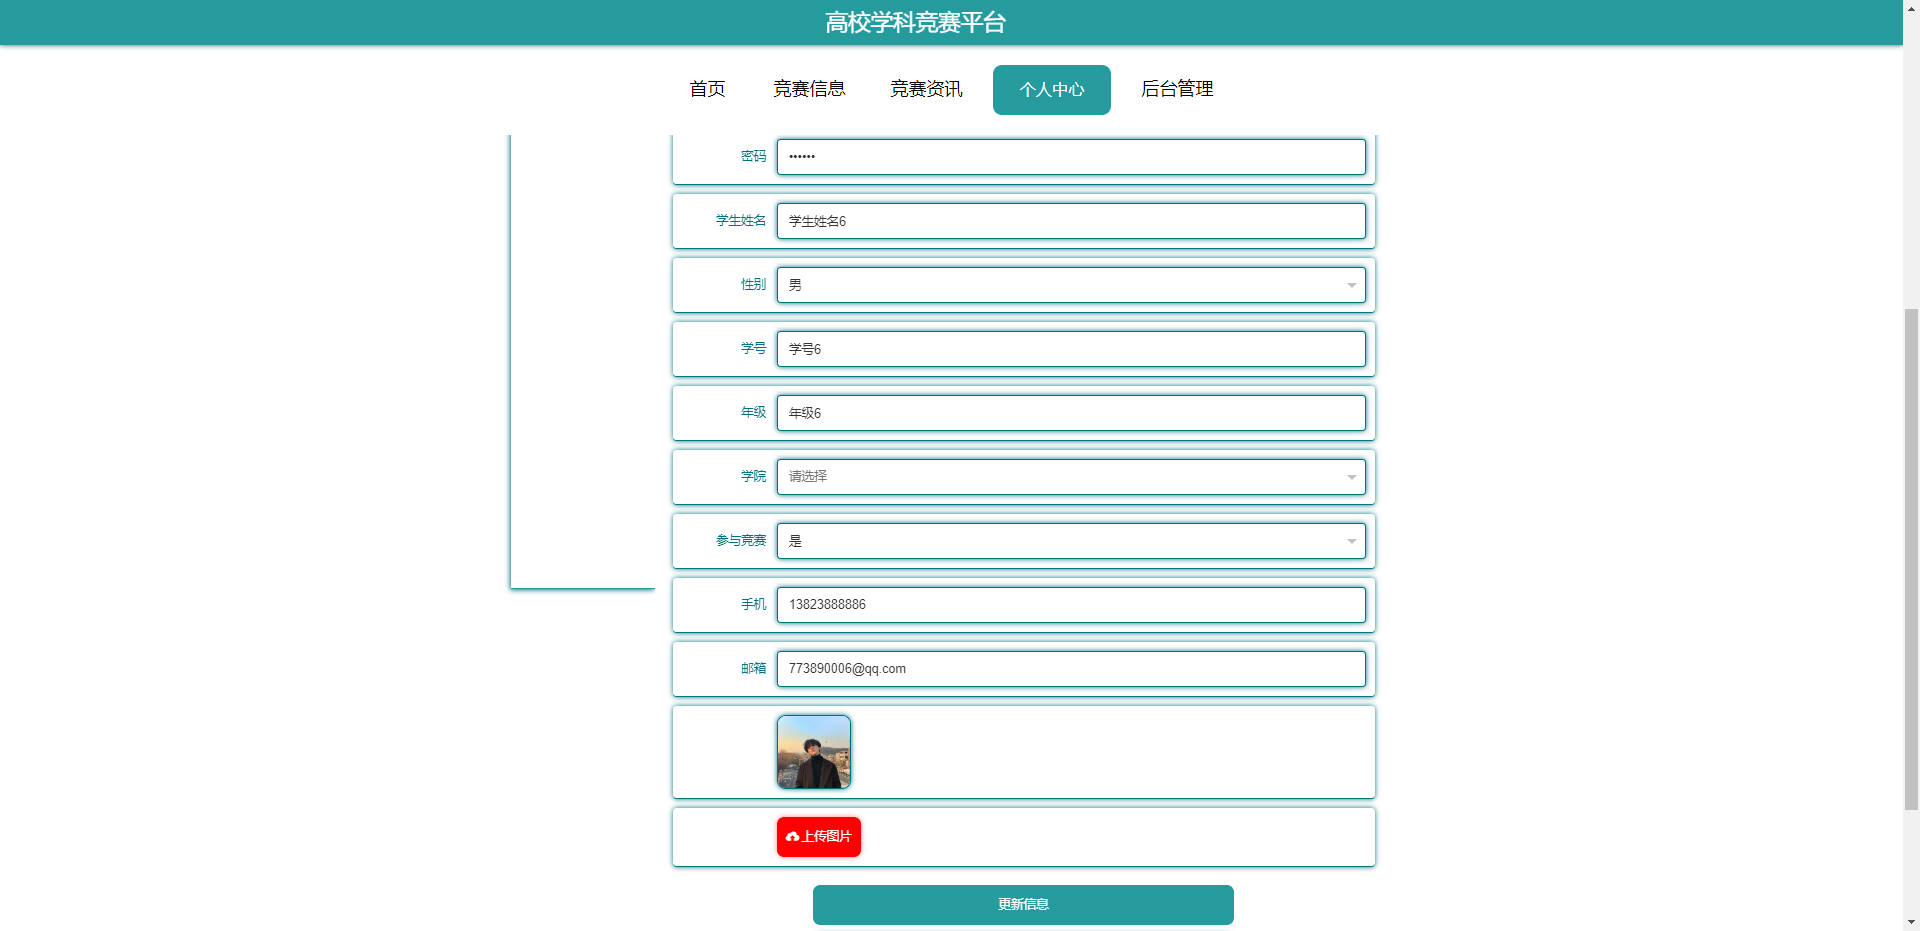 高校学科竞赛平台
首页 竞赛信息 竞赛资讯 个人中心 后台管理
密码 ••••••
学生姓名 学生姓名6
性别 男
学号 学号6
年级 年级6
学院 请选择
参与竞赛 是
手机 13823888886
邮箱 773890006@qq.com
上传图片
更新信息